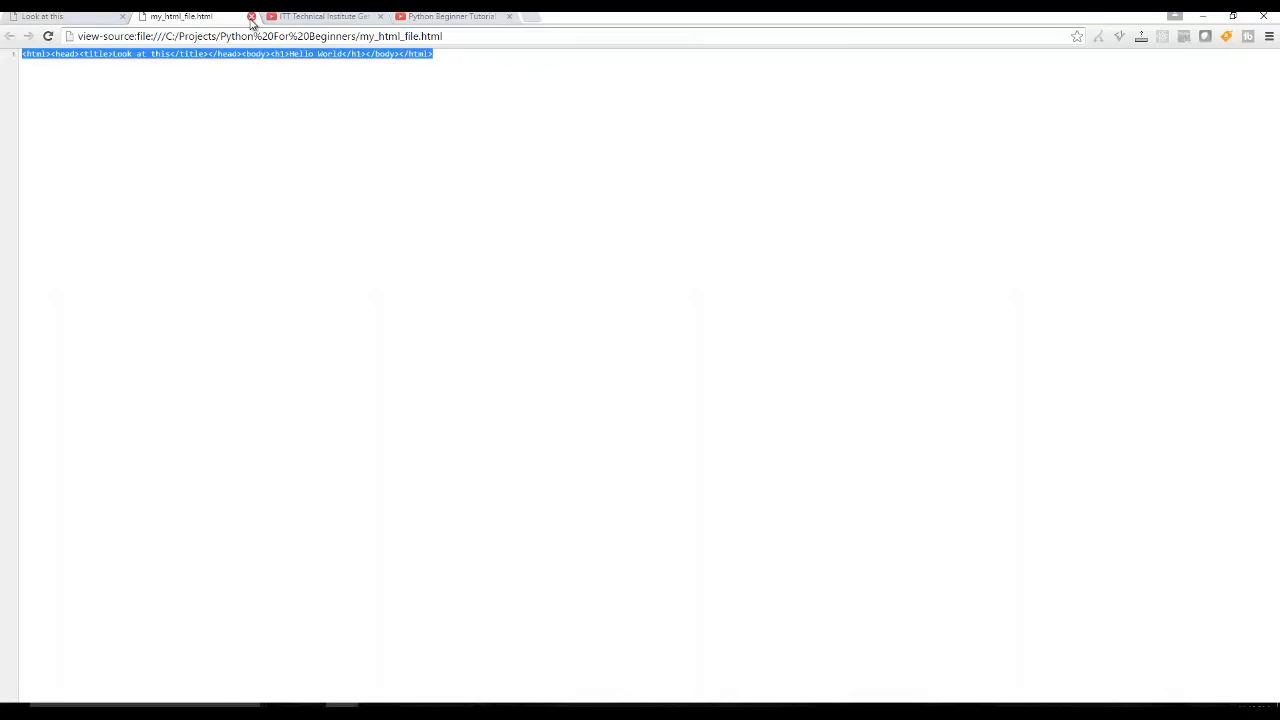 Look at this
my_html_file.html
ITT Technical Institute Ge
Python Beginner Tutorial
view-source:file:///C:/Projects/Python%20For%20Beginners/my_html_file.html
1 <html><head><title>Look at this</title></head><body><h1>Hello World</h1></body></html>